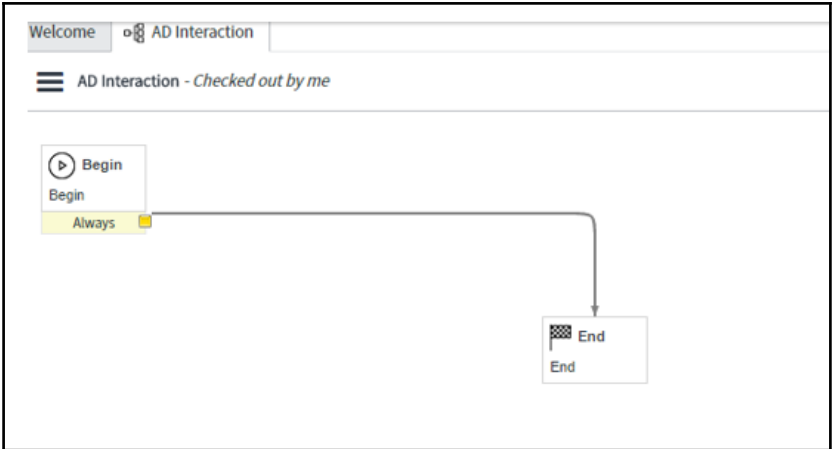 Welcome AD Interaction
AD Interaction - Checked out by me
Begin
Begin
Always
End
End